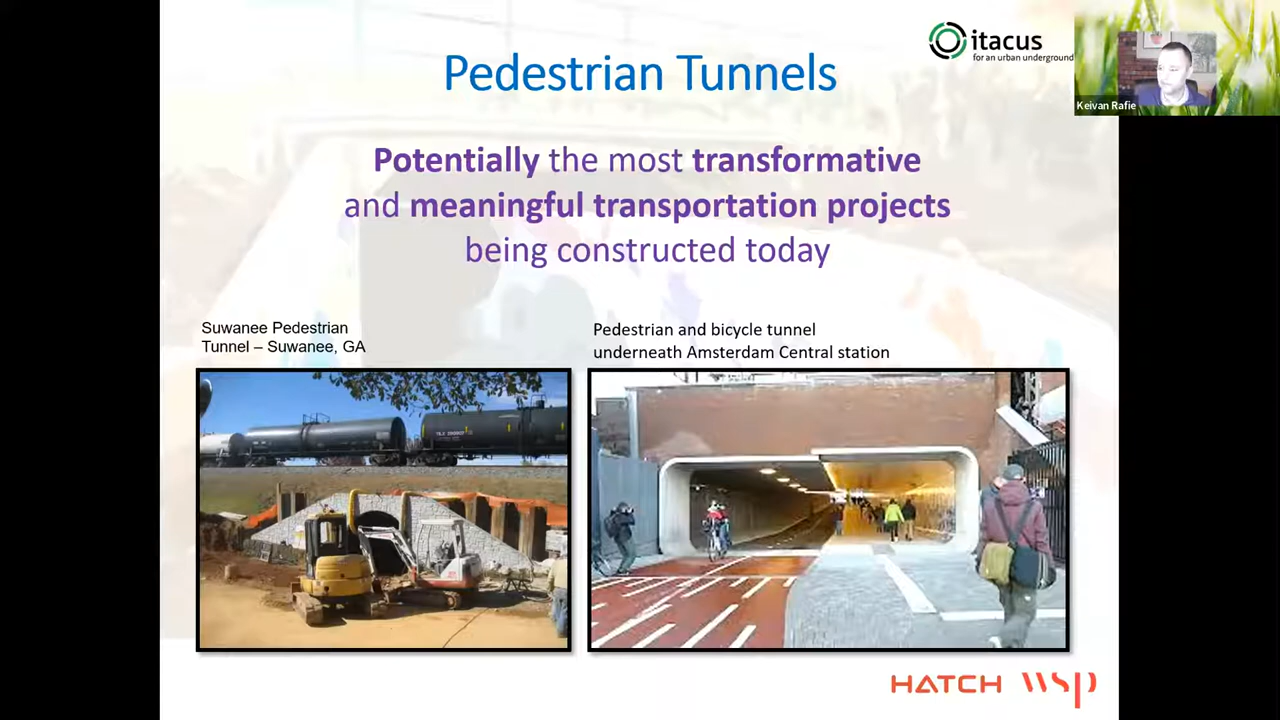 Pedestrian Tunnels
itacus
for an urban underground
Keivan Rafie
Potentially the most transformative
and meaningful transportation projects
being constructed today
Suwanee Pedestrian
Tunnel – Suwanee, GA
Pedestrian and bicycle tunnel
underneath Amsterdam Central station
HATCH
wsp